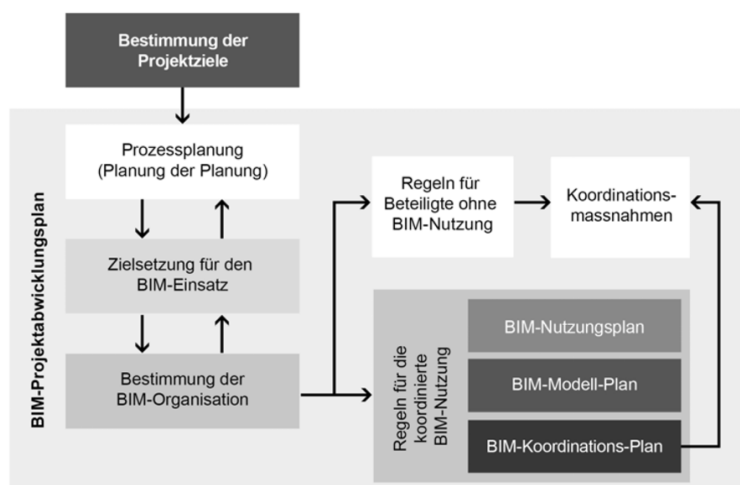 Bestimmung der
Projektziele
BIM-Projektabwicklungsplan
Prozessplanung
(Planung der Planung)
Zielsetzung für den
BIM-Einsatz
Bestimmung der
BIM-Organisation
Regeln für
Beteiligte ohne
BIM-Nutzung
Koordinations-
massnahmen
Regeln für die
koordinierte
BIM-Nutzung
BIM-Nutzungsplan
BIM-Modell-Plan
BIM-Koordinations-Plan